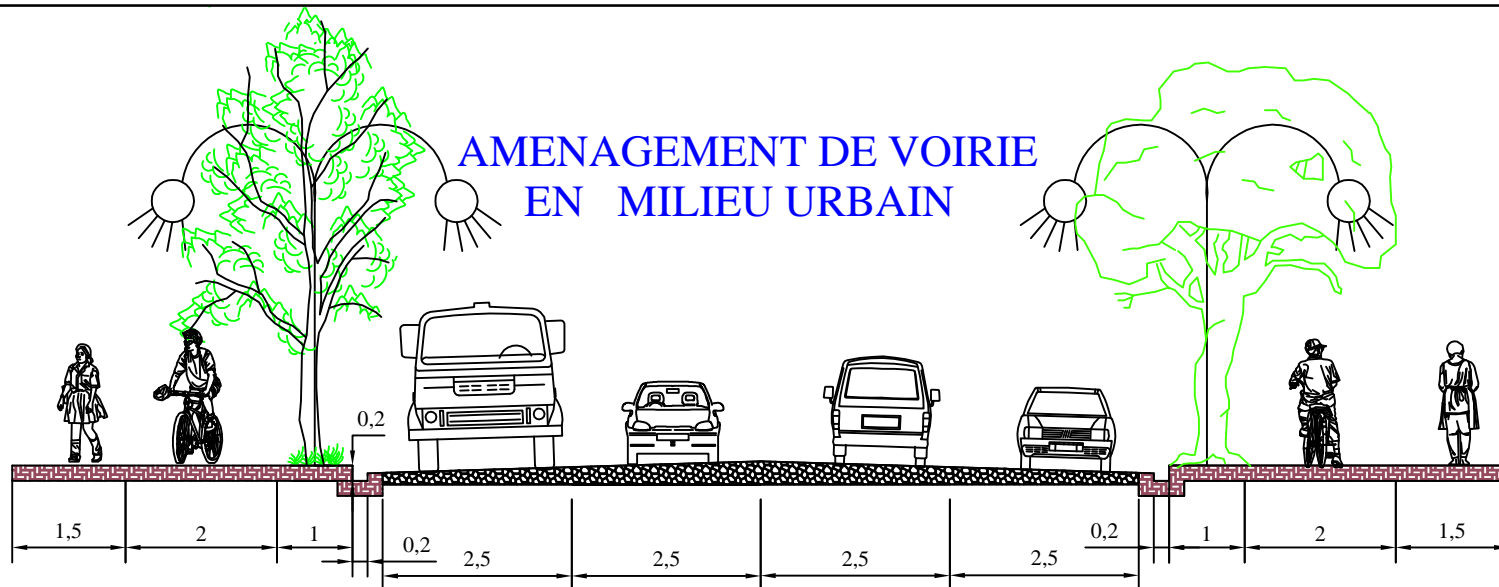 AMENAGEMENT DE VOIRIE
EN MILIEU URBAIN
0,2
1,5 2 1 0,2 2,5 2,5 2,5 2,5 0,2 1 2 1,5